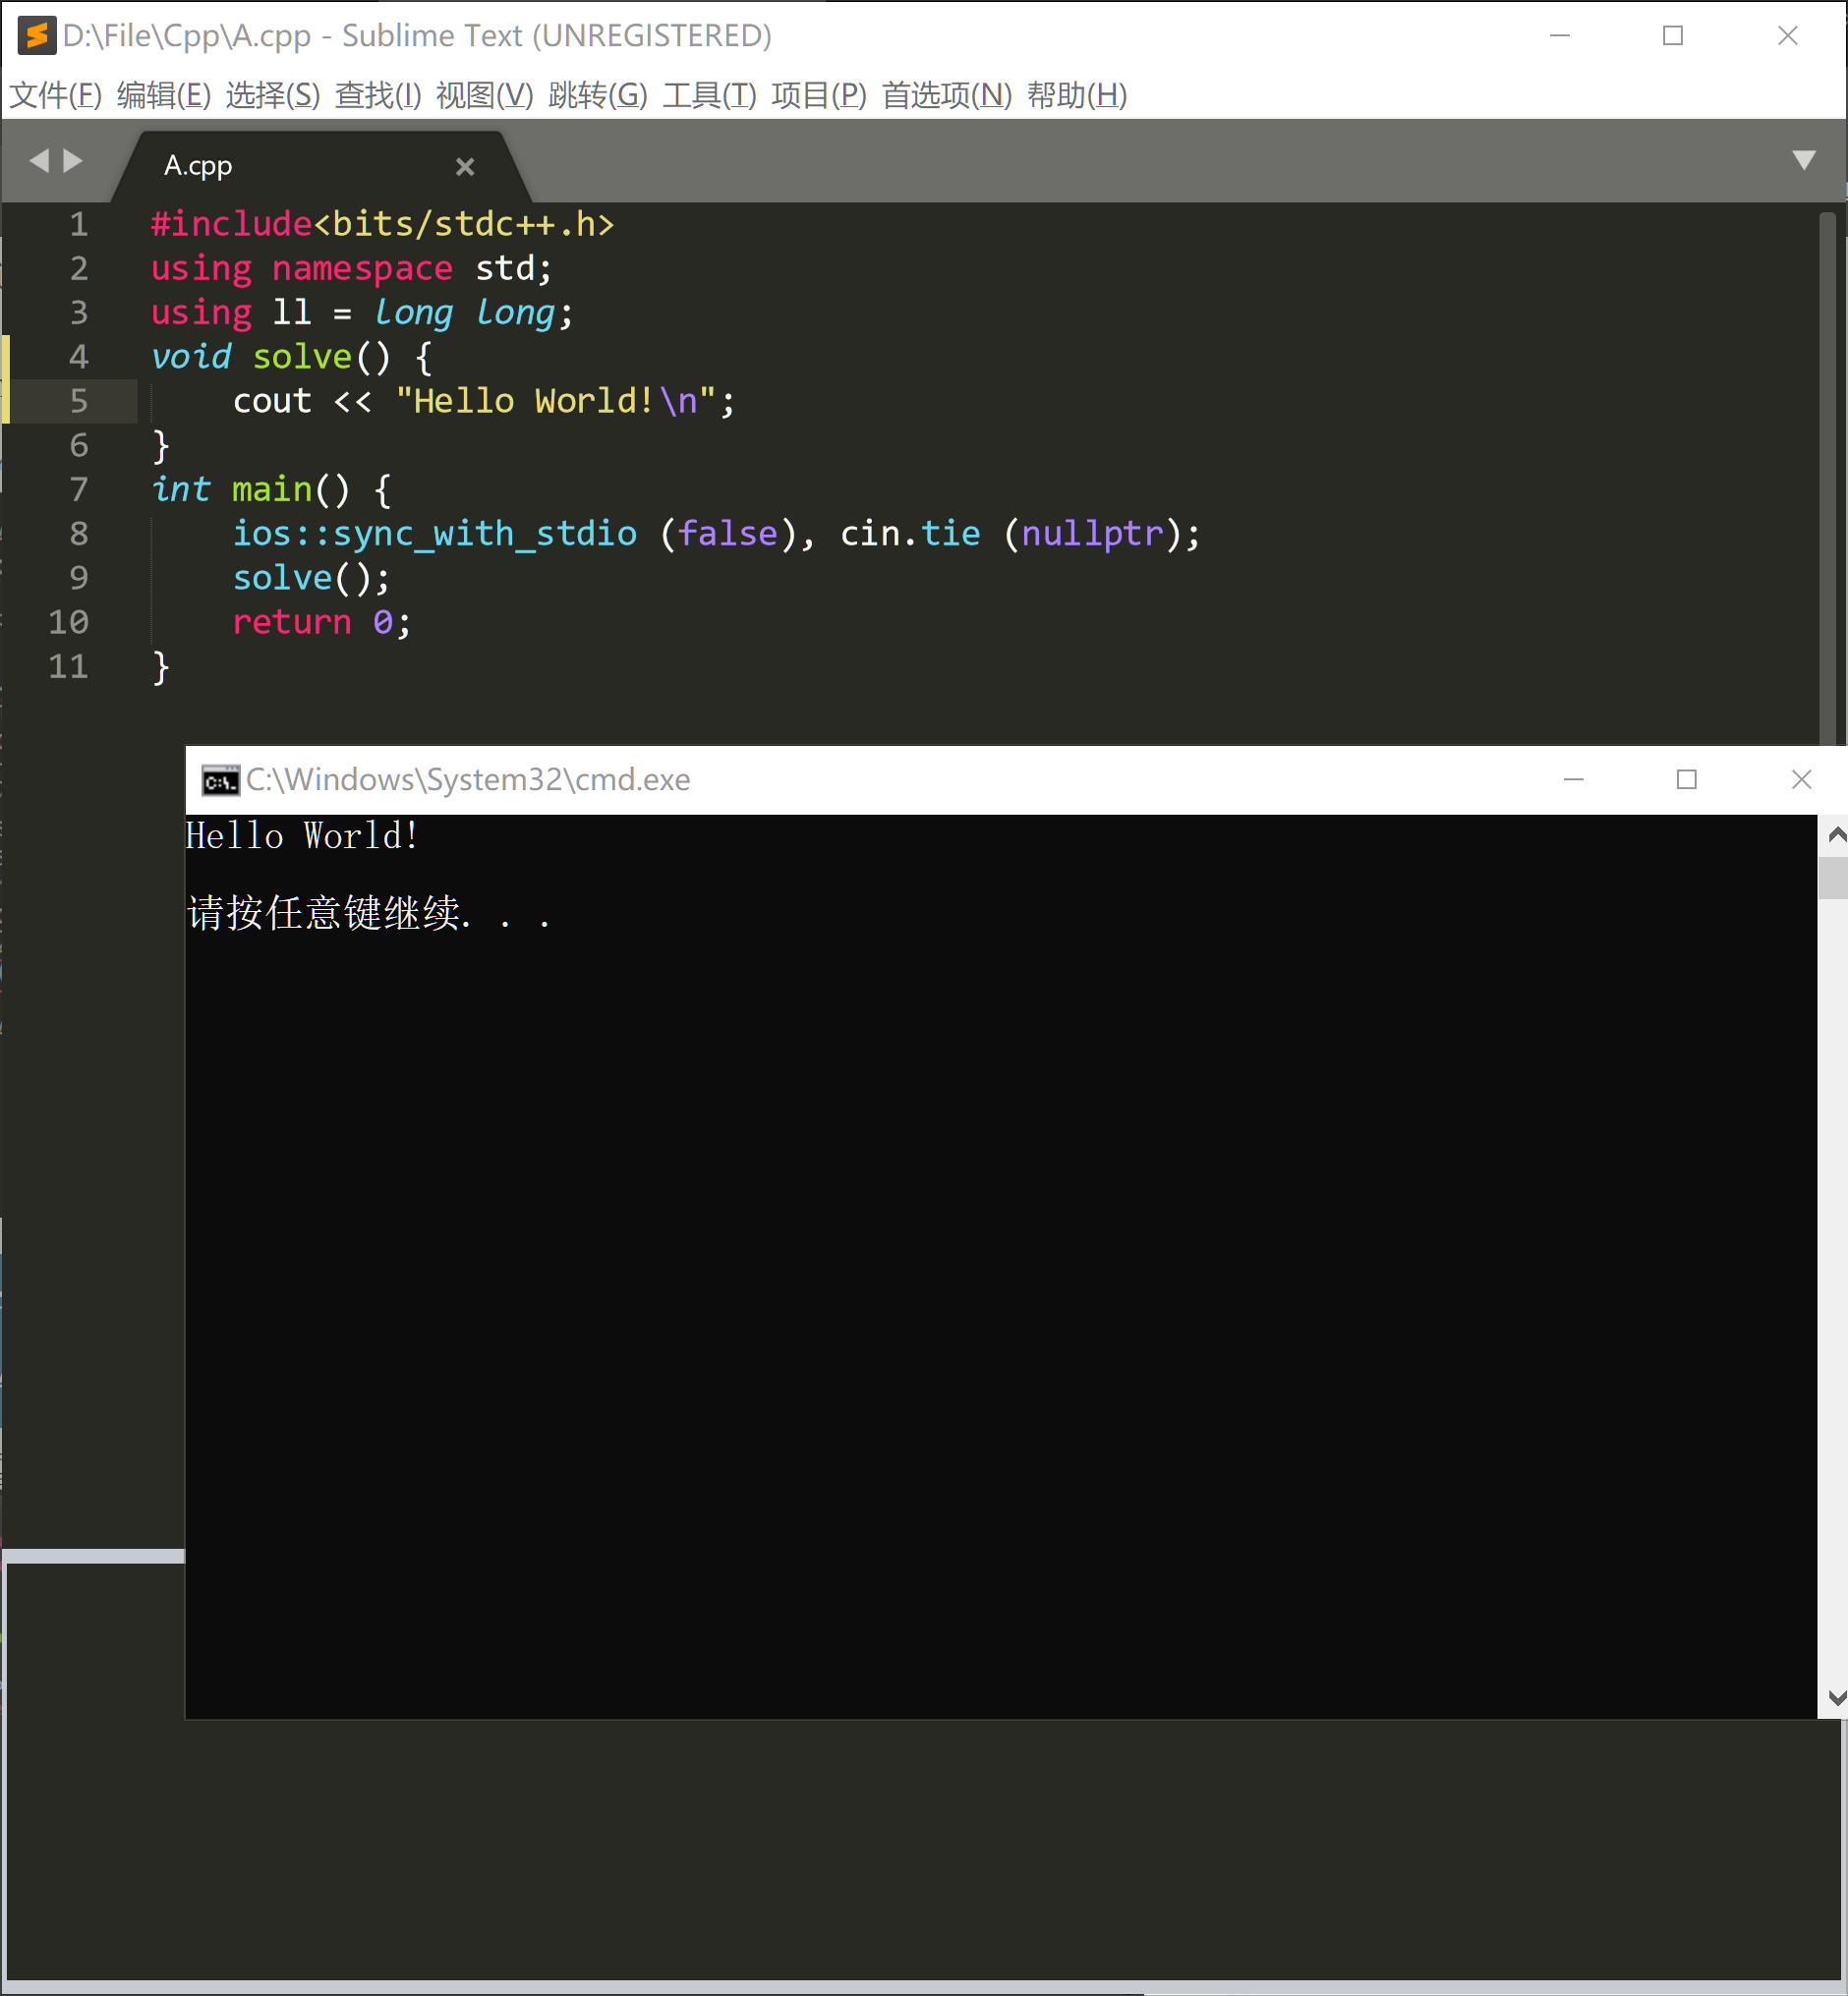 D:\File\Cpp\A.cpp - Sublime Text (UNREGISTERED)
文件(F) 编辑(E) 选择(S) 查找(I) 视图(V) 跳转(G) 工具(T) 项目(P) 首选项(N) 帮助(H)
A.cpp
1 #include<bits/stdc++.h>
2 using namespace std;
3 using ll = long long;
4 void solve() {
5     cout << "Hello World!\n";
6 }
7 int main() {
8     ios::sync_with_stdio (false), cin.tie (nullptr);
9     solve();
10     return 0;
11 }
C:\Windows\System32\cmd.exe
Hello World!
请按任意键继续. . .